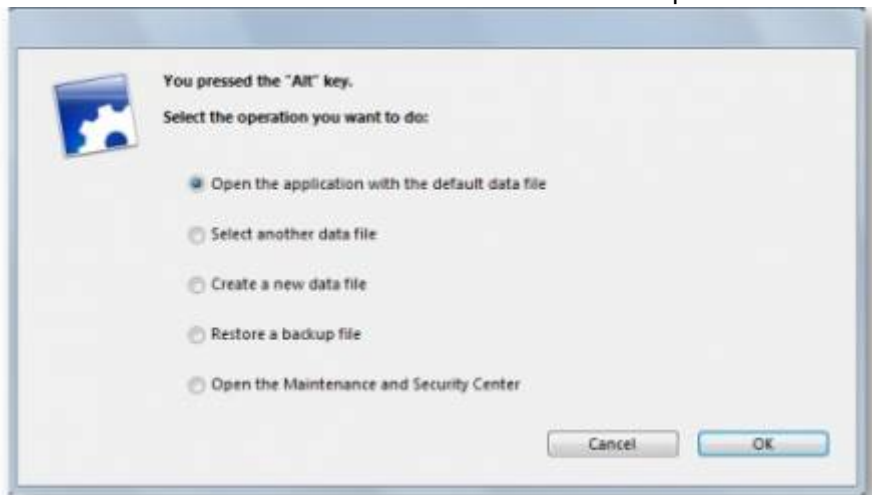 You pressed the "Alt" key.
Select the operation you want to do:
Open the application with the default data file
Select another data file
Create a new data file
Restore a backup file
Open the Maintenance and Security Center
Cancel
OK